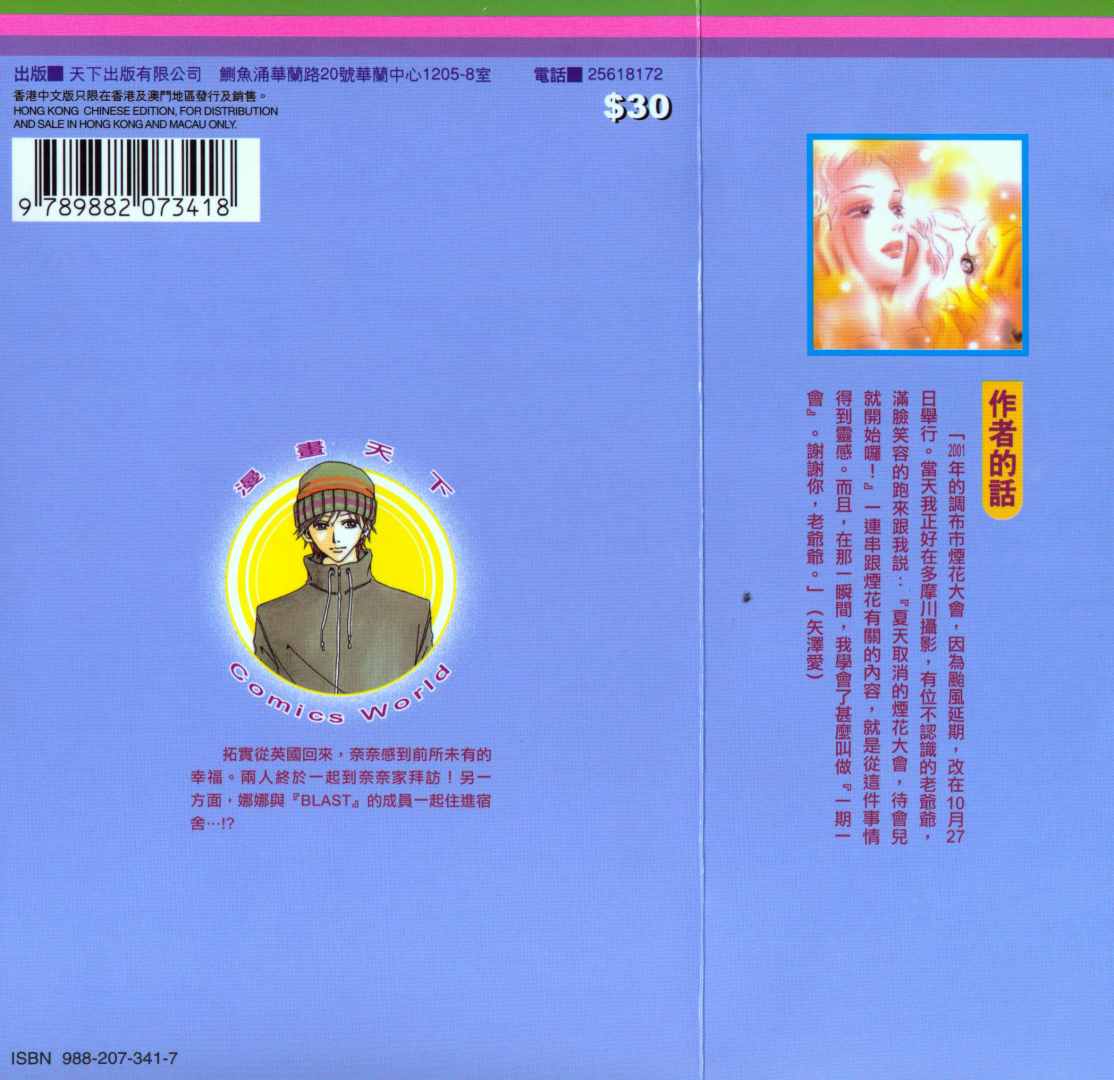 出版■ 天下出版有限公司 鰂魚涌華蘭路20號華蘭中心1205-8室 電話■ 25618172
香港中文版只限在香港及澳門地區發行及銷售。
HONG KONG CHINESE EDITION, FOR DISTRIBUTION
AND SALE IN HONG KONG AND MACAU ONLY.
$30
9 789882 073418
漫畫天下
Comics World
拓實從英國回來，奈奈感到前所未有的
幸福。兩人終於一起到奈奈家拜訪！另一
方面，娜娜與『BLAST』的成員一起住進宿
舍…!?
ISBN 988-207-341-7
作者的話
「2001年的調布市煙花大會，因為颱風延期，改在10月27
日舉行。當天我正好在多摩川攝影，有位不認識的老爺爺，
滿臉笑容的跑來跟我説：『夏天取消的煙花大會，待會兒
就開始囉！』一連串跟煙花有關的內容，就是從這件事情
得到靈感。而且，在那一瞬間，我學會了甚麼叫做『一期一
會』。謝謝你，老爺爺。」（矢澤愛）